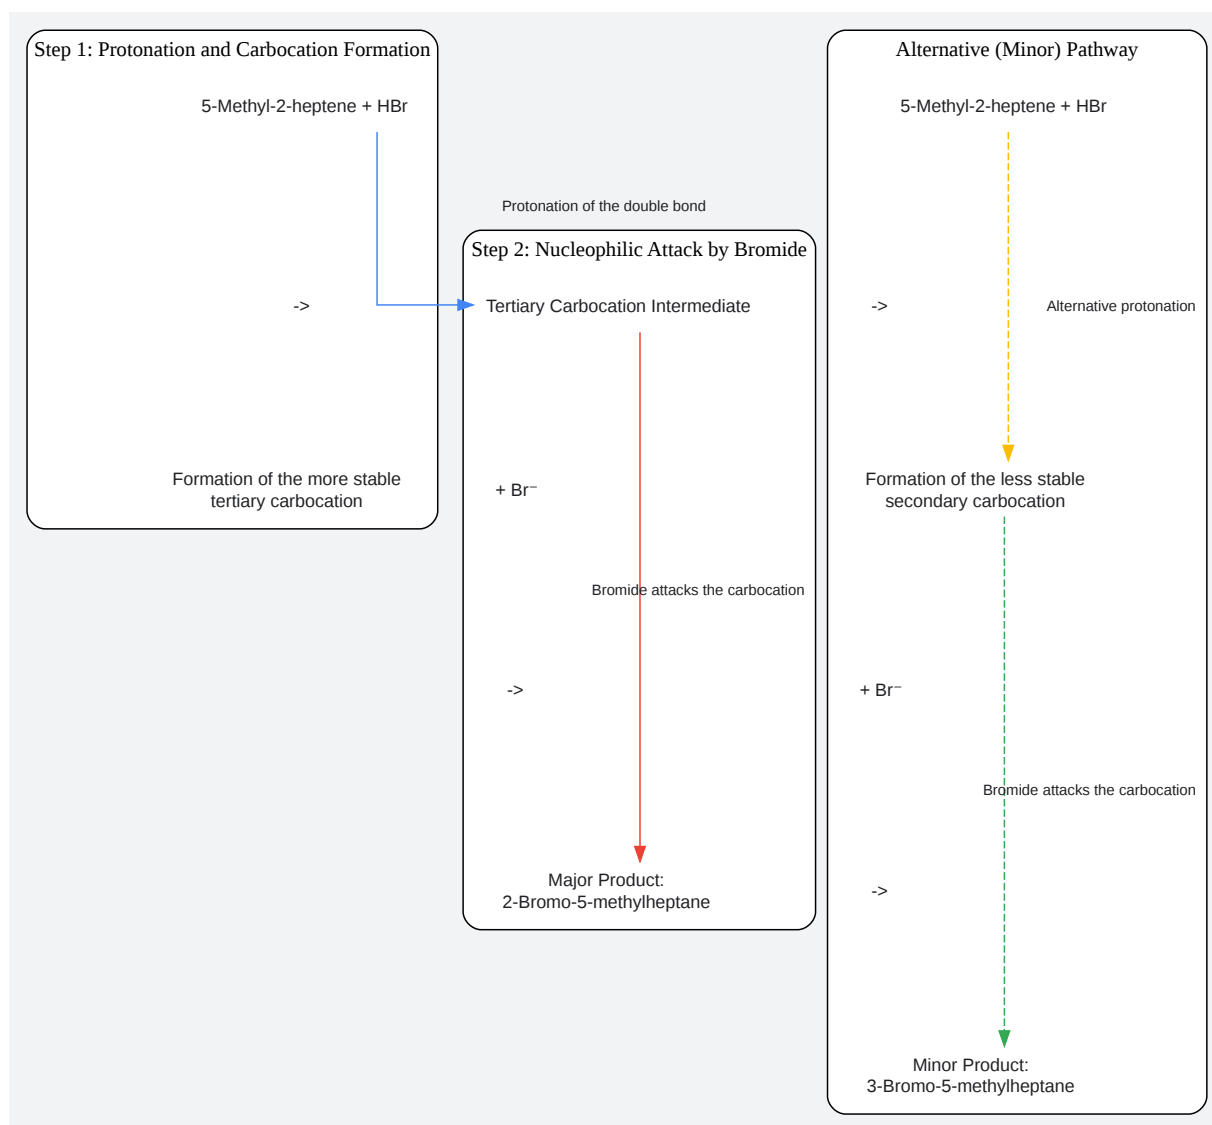 Step 1: Protonation and Carbocation Formation
5-Methyl-2-heptene + HBr
->
Formation of the more stable
tertiary carbocation
Protonation of the double bond
Step 2: Nucleophilic Attack by Bromide
Tertiary Carbocation Intermediate
+ Br⁻
Bromide attacks the carbocation
->
Major Product:
2-Bromo-5-methylheptane
Alternative (Minor) Pathway
5-Methyl-2-heptene + HBr
->
Alternative protonation
Formation of the less stable
secondary carbocation
+ Br⁻
Bromide attacks the carbocation
->
Minor Product:
3-Bromo-5-methylheptane